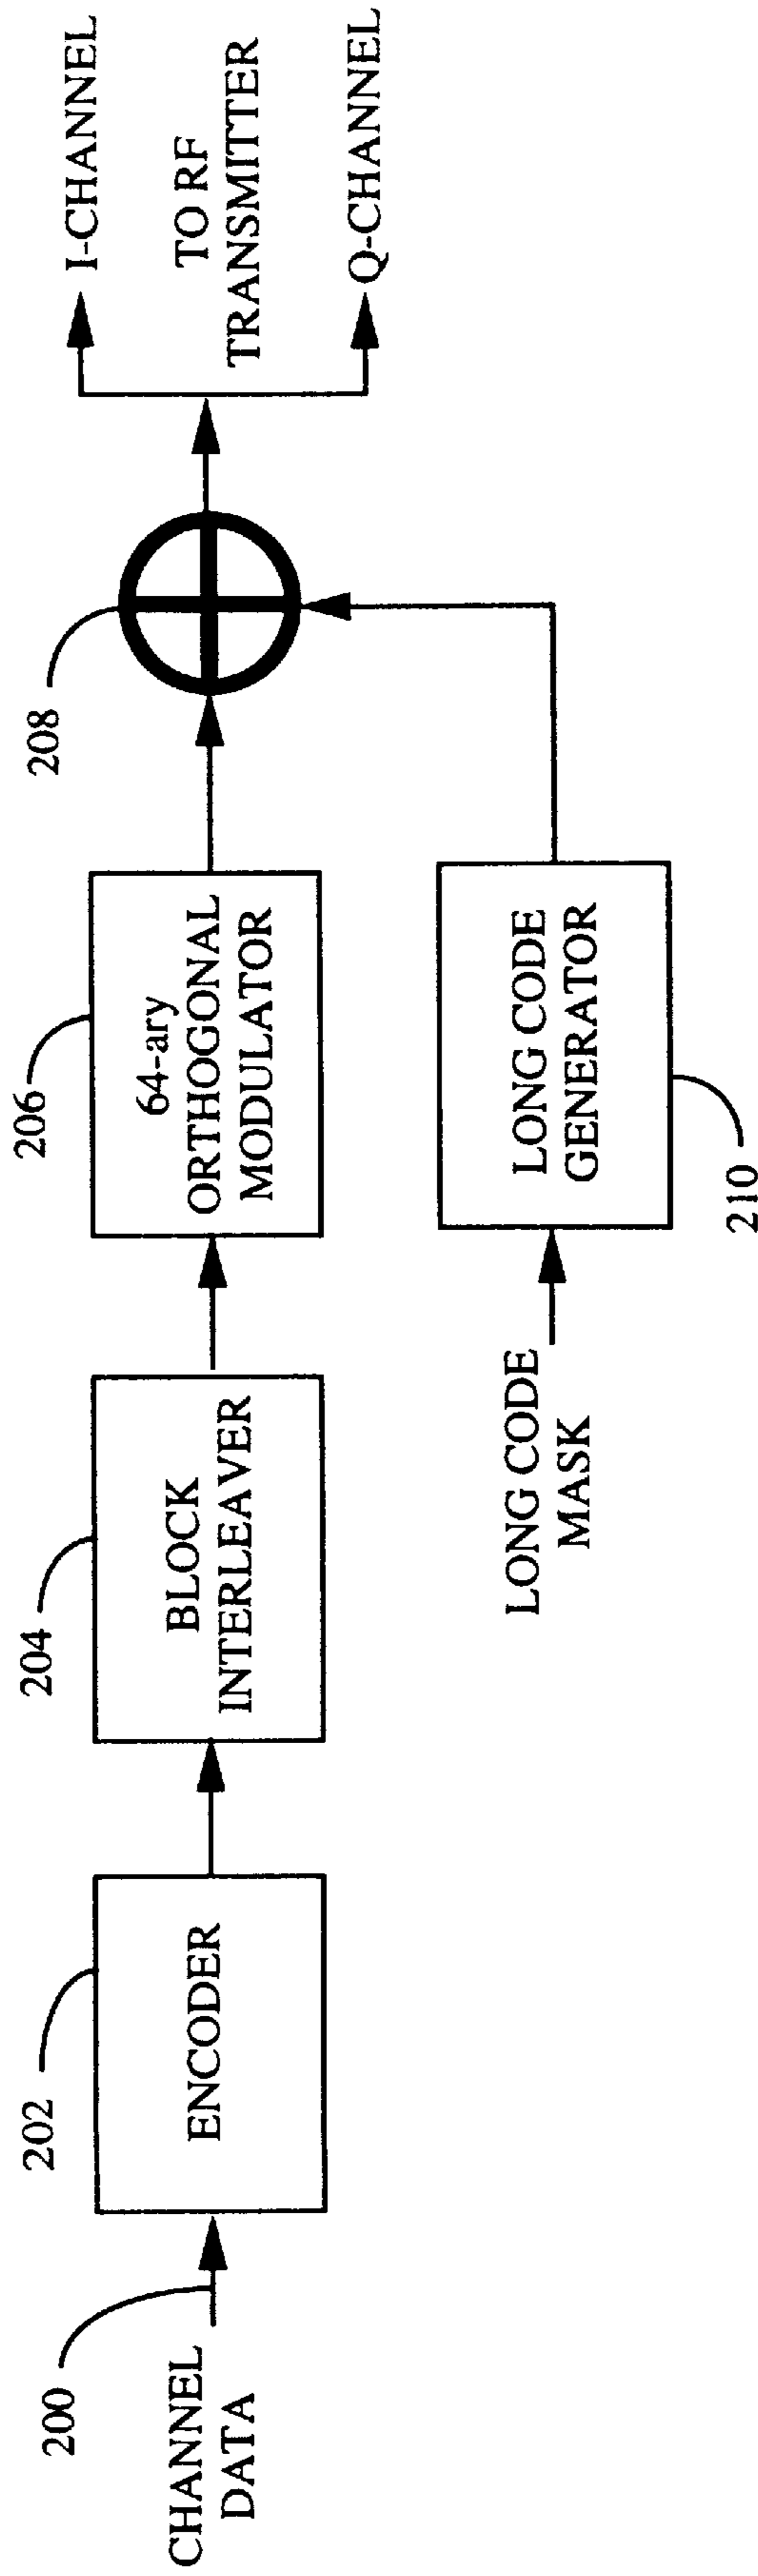 200
CHANNEL
DATA
202
ENCODER
204
BLOCK
INTERLEAVER
206
64-ary
ORTHOGONAL
MODULATOR
208
I-CHANNEL
TO RF
TRANSMITTER
Q-CHANNEL
LONG CODE
MASK
LONG CODE
GENERATOR
210